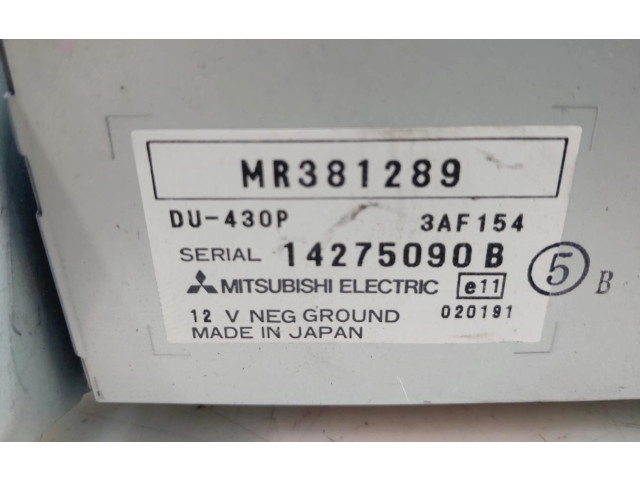 MR381289
DU-430P 3AF154
SERIAL 14275090 B
MITSUBISHI ELECTRIC e11
5 B
12 V NEG GROUND 020191
MADE IN JAPAN